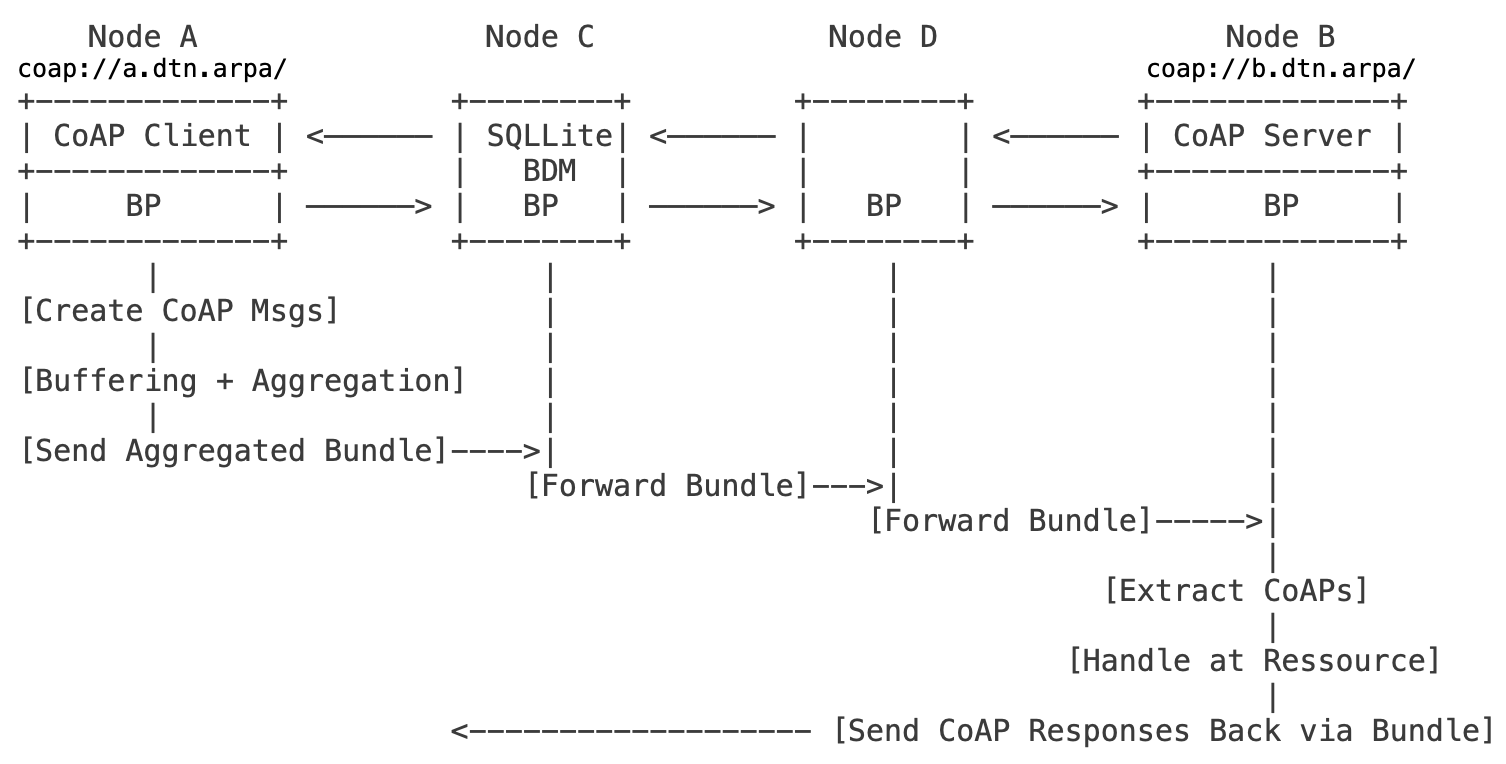 Node A Node C Node D Node B
coap://a.dtn.arpa/ coap://b.dtn.arpa/
CoAP Client SQLLite CoAP Server
BDM
BP BP BP BP
[Create CoAP Msgs]
[Buffering + Aggregation]
[Send Aggregated Bundle]---->
[Forward Bundle]--->
[Forward Bundle]----->
[Extract CoAPs]
[Handle at Ressource]
<------------------- [Send CoAP Responses Back via Bundle]